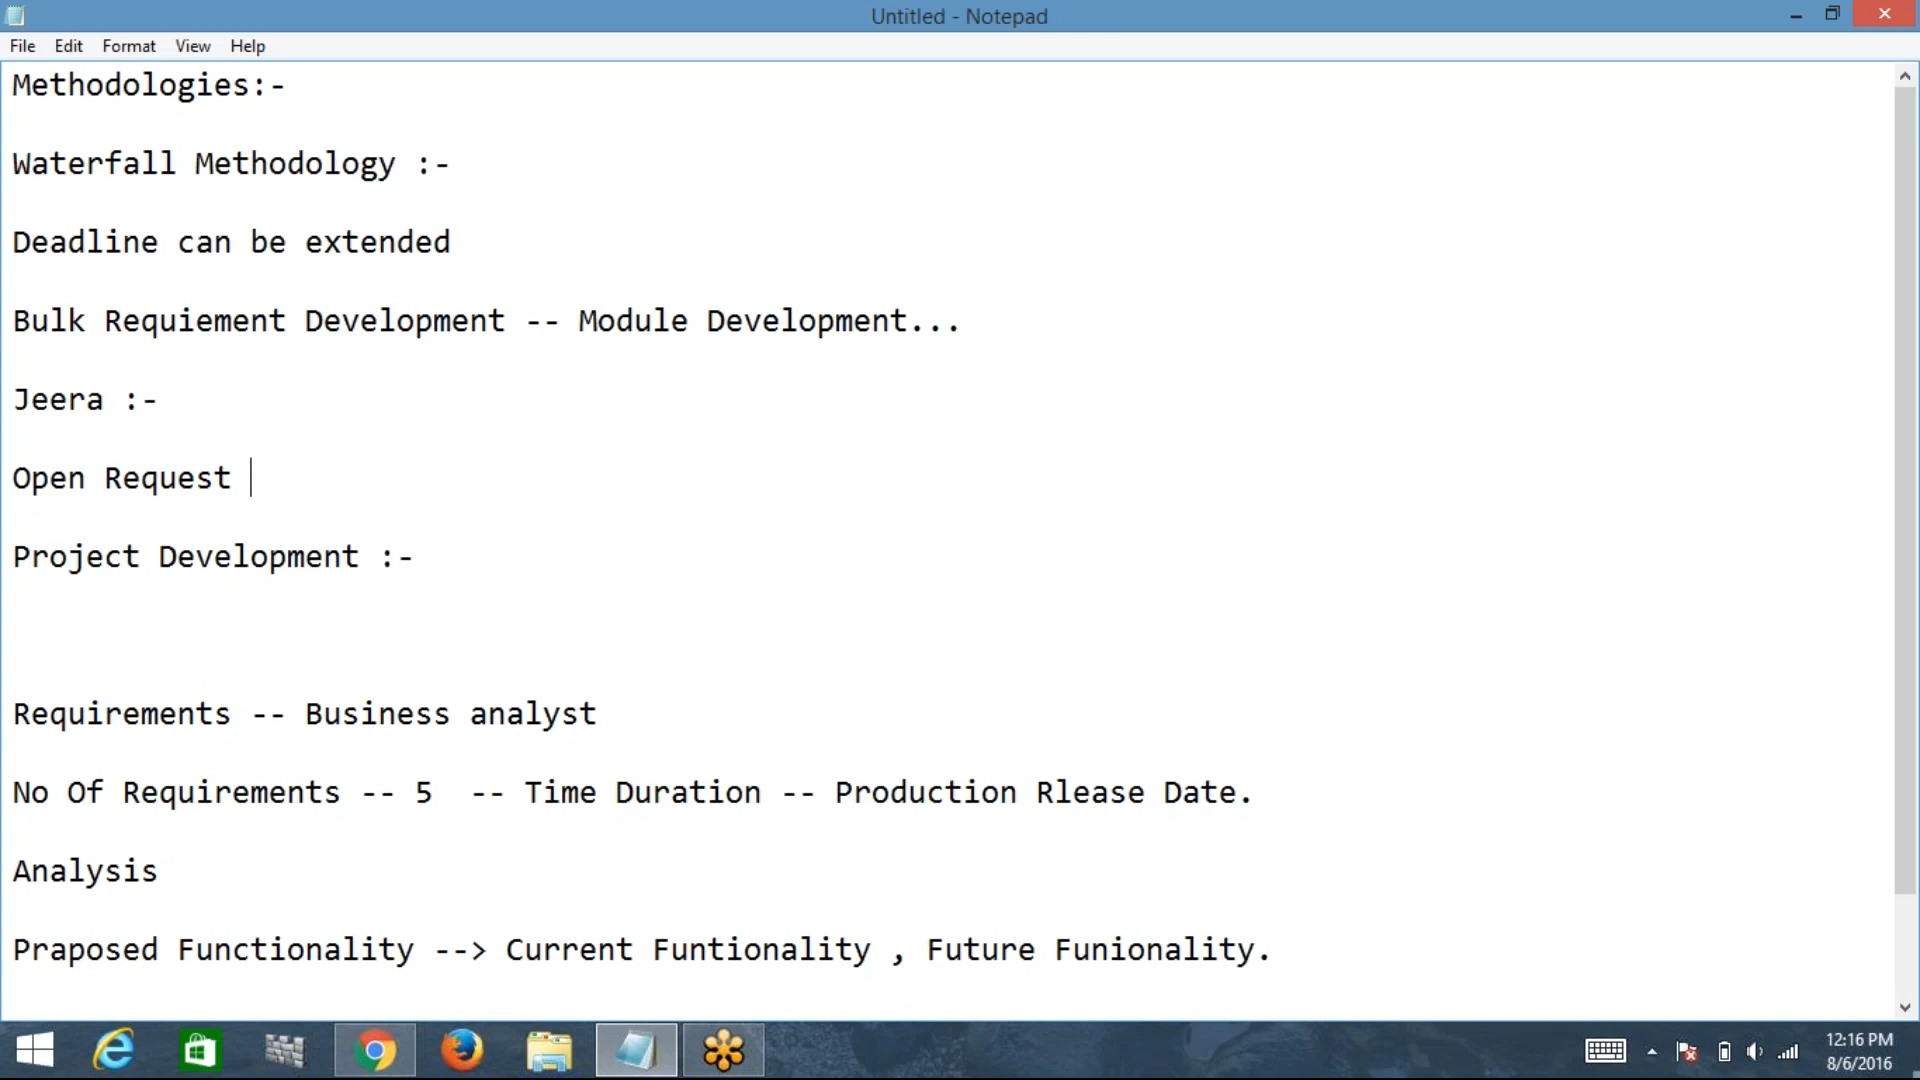 Untitled - Notepad
File Edit Format View Help
Methodologies:-
Waterfall Methodology :-
Deadline can be extended
Bulk Requiement Development -- Module Development...
Jeera :-
Open Request
Project Development :-
Requirements -- Business analyst
No Of Requirements -- 5  -- Time Duration -- Production Rlease Date.
Analysis
Praposed Functionality --> Current Funtionality , Future Funionality.
12:16 PM
8/6/2016